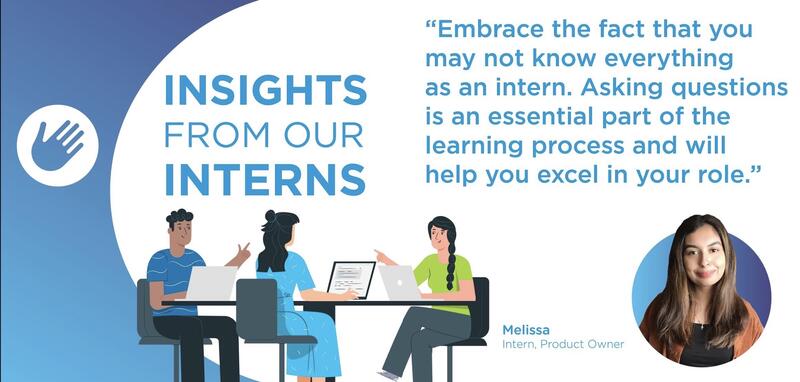 INSIGHTS
FROM OUR
INTERNS
“Embrace the fact that you
may not know everything
as an intern. Asking questions
is an essential part of the
learning process and will
help you excel in your role.”
Melissa
Intern, Product Owner